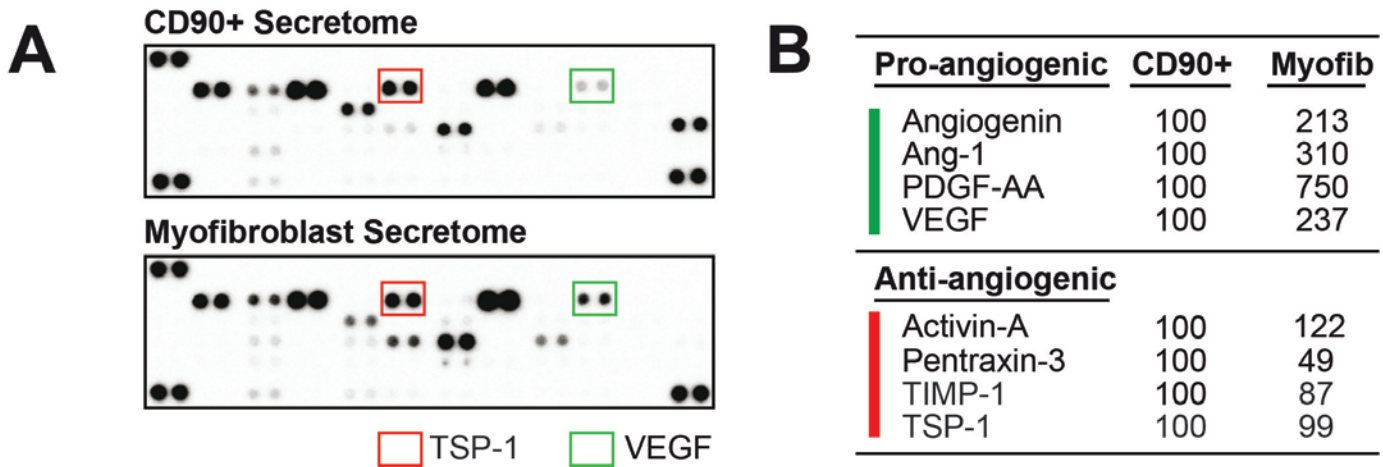 A
CD90+ Secretome
Myofibroblast Secretome
TSP-1 VEGF
B
Pro-angiogenic CD90+ Myofib
Angiogenin 100 213
Ang-1 100 310
PDGF-AA 100 750
VEGF 100 237
Anti-angiogenic
Activin-A 100 122
Pentraxin-3 100 49
TIMP-1 100 87
TSP-1 100 99